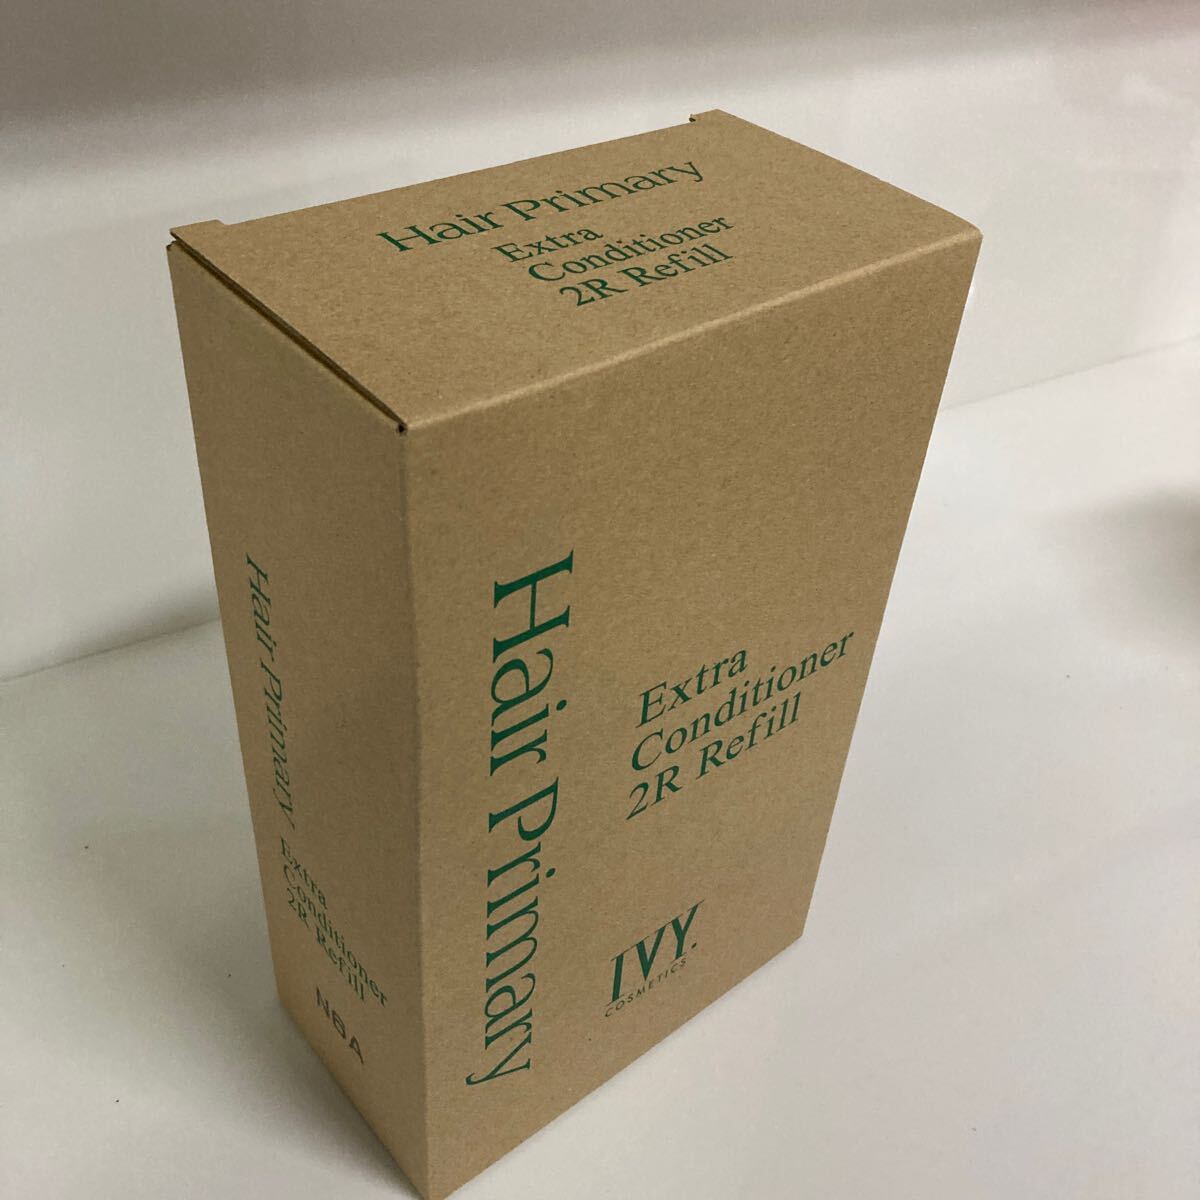 Hair Primary
Extra
Conditioner
2R Refill
Hair Primary
Extra
Conditioner
2R Refill
IVY
COSMETICS
Hair Primary
Extra
Conditioner
2R Refill
N6A